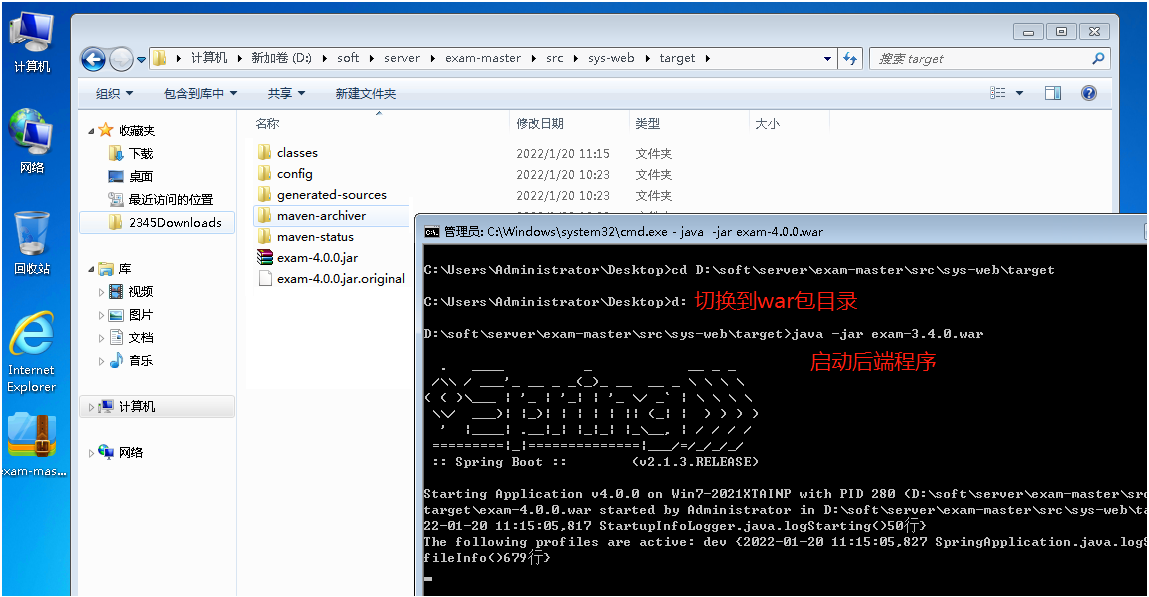 计算机
网络
回收站
Internet
Explorer
exam-mas...
计算机 新加卷 (D:) soft server exam-master src sys-web target
搜索 target
组织 包含到库中 共享 新建文件夹
名称 修改日期 类型 大小
收藏夹
下载
桌面
最近访问的位置
2345Downloads
库
视频
图片
文档
音乐
计算机
网络
classes 2022/1/20 11:15 文件夹
config 2022/1/20 10:23 文件夹
generated-sources 2022/1/20 10:23 文件夹
maven-archiver
maven-status
exam-4.0.0.jar
exam-4.0.0.jar.original
管理员: C:\Windows\system32\cmd.exe - java -jar exam-4.0.0.war
C:\Users\Administrator\Desktop>cd D:\soft\server\exam-master\src\sys-web\target
C:\Users\Administrator\Desktop>d: 切换到war包目录
D:\soft\server\exam-master\src\sys-web\target>java -jar exam-3.4.0.war
启动后端程序
:: Spring Boot :: (v2.1.3.RELEASE)
Starting Application v4.0.0 on Win7-2021XTAINP with PID 280 (D:\soft\server\exam-master\src
target\exam-4.0.0.war started by Administrator in D:\soft\server\exam-master\src\sys-web\ta
22-01-20 11:15:05,817 StartupInfoLogger.java.logStarting()50行}
The following profiles are active: dev {2022-01-20 11:15:05,827 SpringApplication.java.logS
fileInfo()679行}